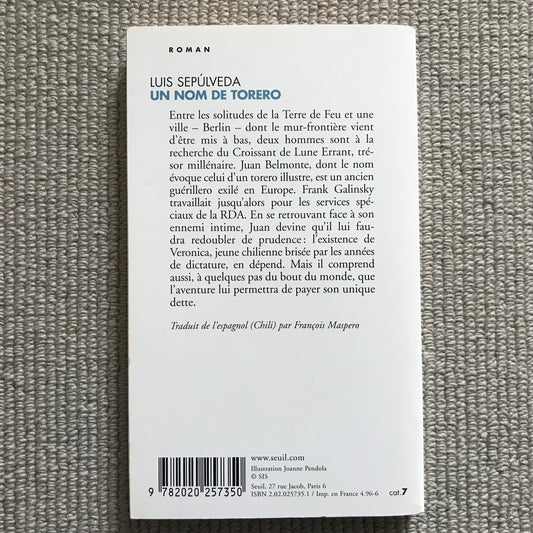 ROMAN
LUIS SEPÚLVEDA
UN NOM DE TORERO
Entre les solitudes de la Terre de Feu et une
ville – Berlin – dont le mur-frontière vient
d'être mis à bas, deux hommes sont à la
recherche du Croissant de Lune Errant, tré-
sor millénaire. Juan Belmonte, dont le nom
évoque celui d'un torero illustre, est un ancien
guérillero exilé en Europe. Frank Galinsky
travaillait jusqu'alors pour les services spé-
ciaux de la RDA. En se retrouvant face à son
ennemi intime, Juan devine qu'il lui fau-
dra redoubler de prudence : l'existence de
Veronica, jeune chilienne brisée par les années
de dictature, en dépend. Mais il comprend
aussi, à quelques pas du bout du monde, que
l'aventure lui permettra de payer son unique
dette.
Traduit de l'espagnol (Chili) par François Maspero
www.seuil.com
Illustration Joanne Pendola
© SIS
Seuil, 27 rue Jacob, Paris 6
ISBN 2.02.025735.1 / Imp. en France 4.96-6
cat.7
9 782020 257350